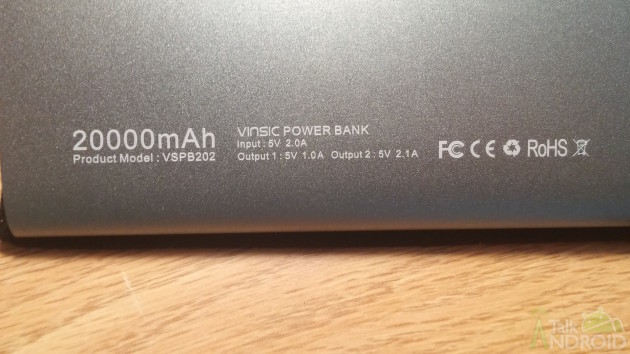 20000mAh
Product Model : VSPB202
VINSIC POWER BANK
Input : 5V 2.0A
Output 1 : 5V 1.0A Output 2 : 5V 2.1A
FC CE RoHS
Talk
ANDROID